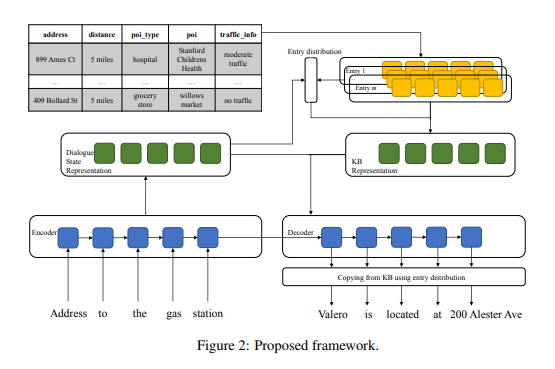 address distance poi_type poi traffic_info
899 Ames Ct 5 miles hospital Stanford Childrens Health moderate traffic
... ... ... ... ...
409 Bollard St 5 miles grocery store willows market no traffic
Entry distribution
Entry 1
...
Entry m
Dialogue State Representation
KB Representation
Encoder
Decoder
Copying from KB using entry distribution
Address to the gas station
Valero is located at 200 Alester Ave
Figure 2: Proposed framework.